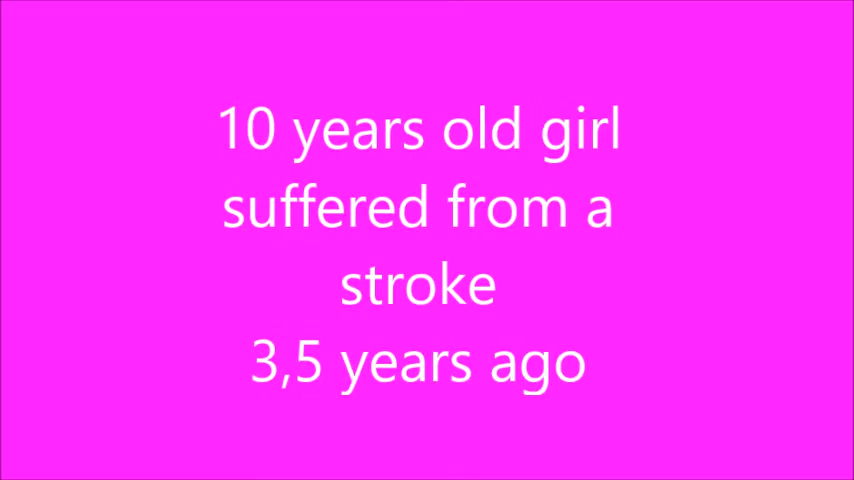 10 years old girl
suffered from a
stroke
3,5 years ago